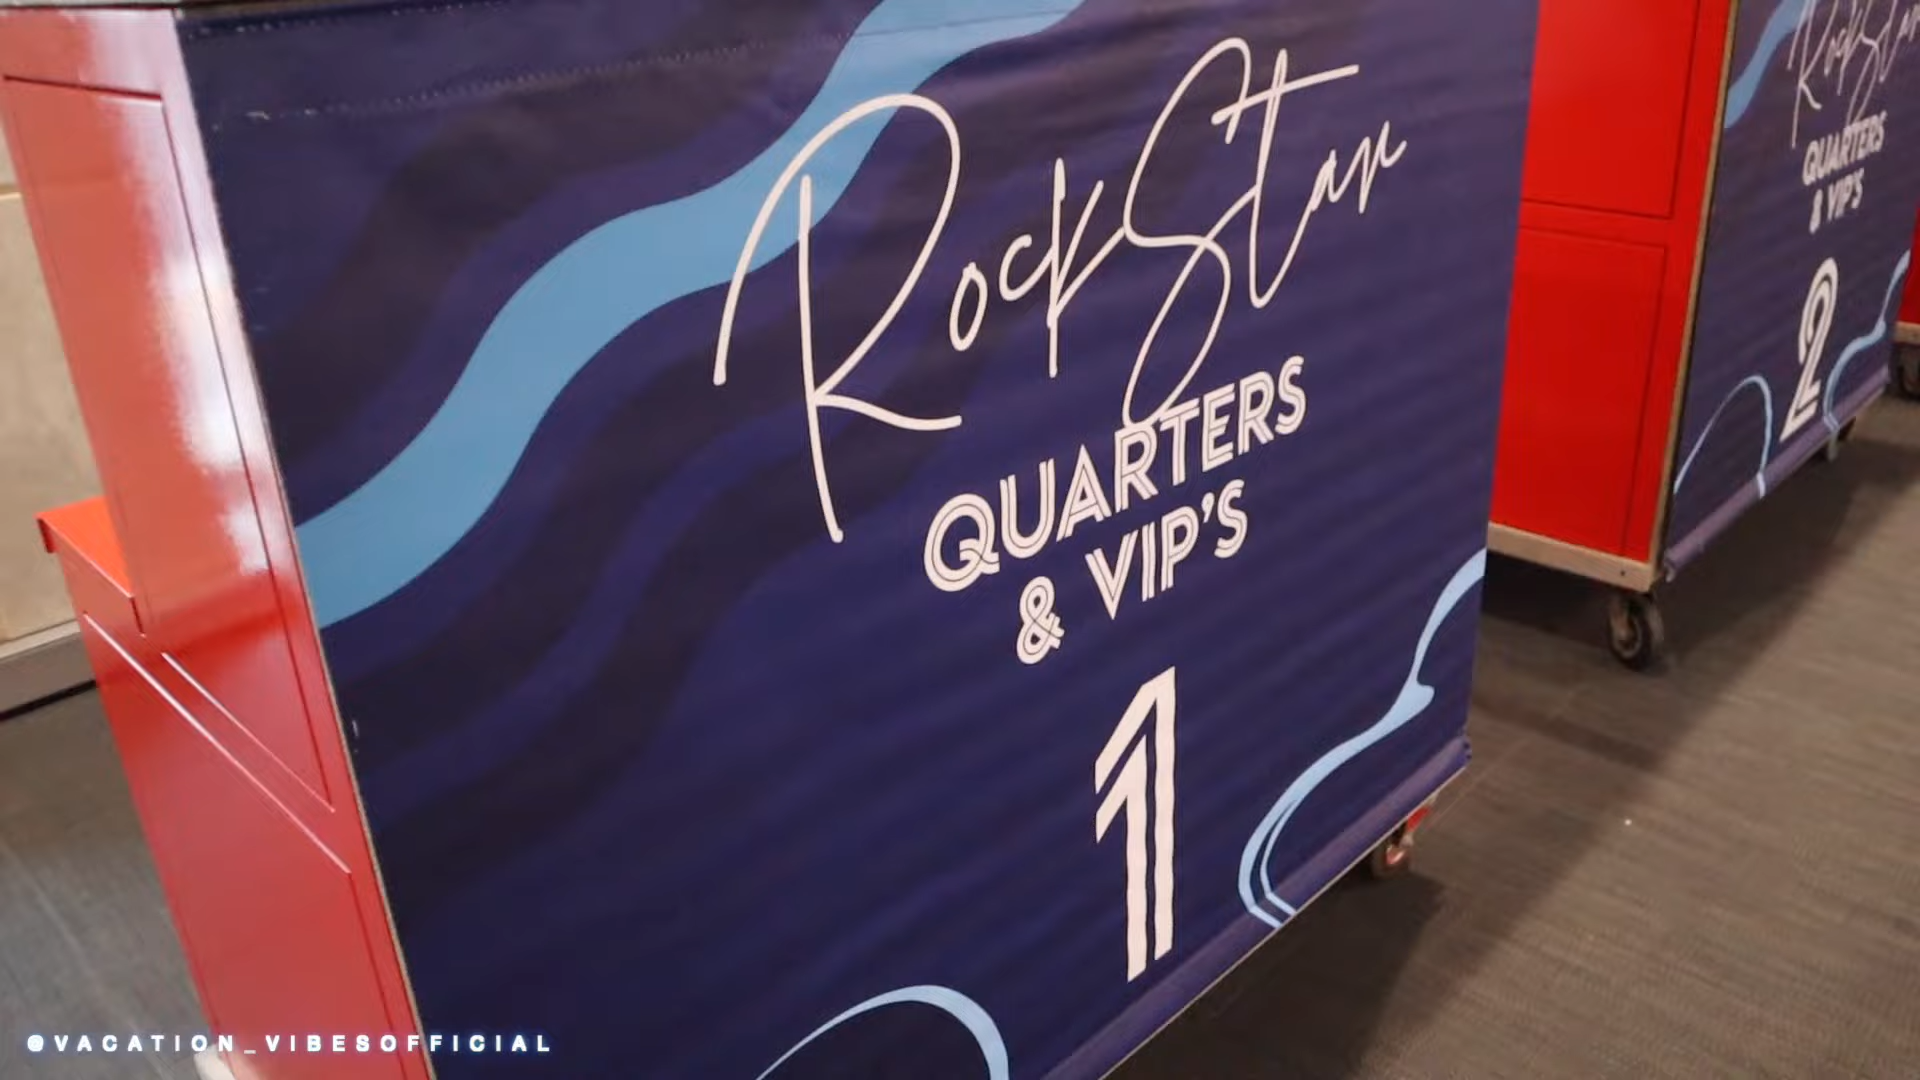 RockStar
QUARTERS
& VIP'S
1
RockStar
QUARTERS
& VIP'S
2
@VACATION_VIBESOFFICIAL